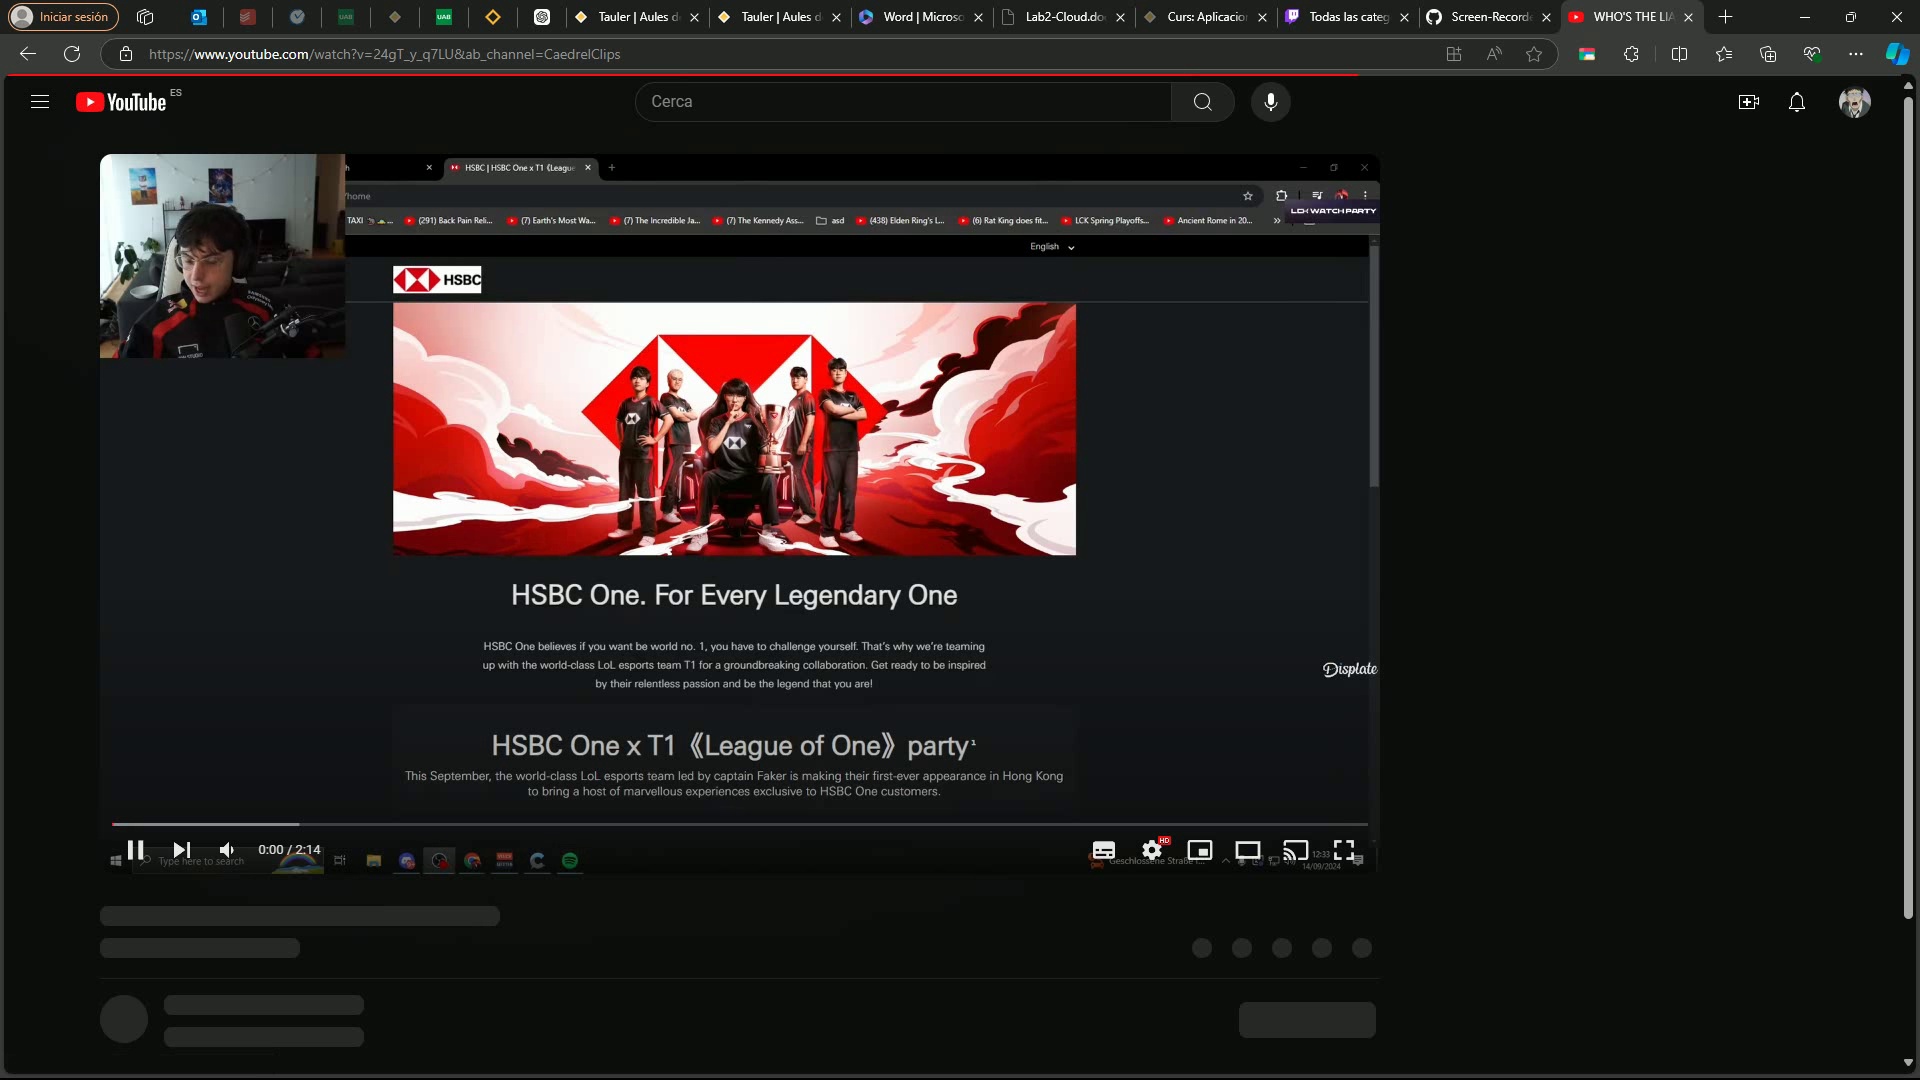 Iniciar sesión
UAB
UAB
Tauler | Aules d
Tauler | Aules d
Word | Microso
Lab2-Cloud.do
Curs: Aplicacio
Todas las categ
Screen-Recorde
WHO'S THE LIA
https://www.youtube.com/watch?v=24gT_y_q7LU&ab_channel=CaedrelClips
YouTube
ES
Cerca
HSBC | HSBC One x T1 《League
home
TAXI
(291) Back Pain Reli...
(7) Earth's Most Wa...
(7) The Incredible Ja...
(7) The Kennedy Ass...
asd
(438) Elden Ring's L...
(6) Rat King does fit...
LCK Spring Playoffs...
Ancient Rome in 20...
LCK WATCH PARTY
English
HSBC
HSBC One. For Every Legendary One
HSBC One believes if you want be world no. 1, you have to challenge yourself. That's why we're teaming
up with the world-class LoL esports team T1 for a groundbreaking collaboration. Get ready to be inspired
by their relentless passion and be the legend that you are!
Displate
HSBC One x T1《League of One》party¹
This September, the world-class LoL esports team led by captain Faker is making their first-ever appearance in Hong Kong
to bring a host of marvellous experiences exclusive to HSBC One customers.
0:00 / 2:14
HD
Type here to search
Geschlossene Straße
12:33
14/09/2024